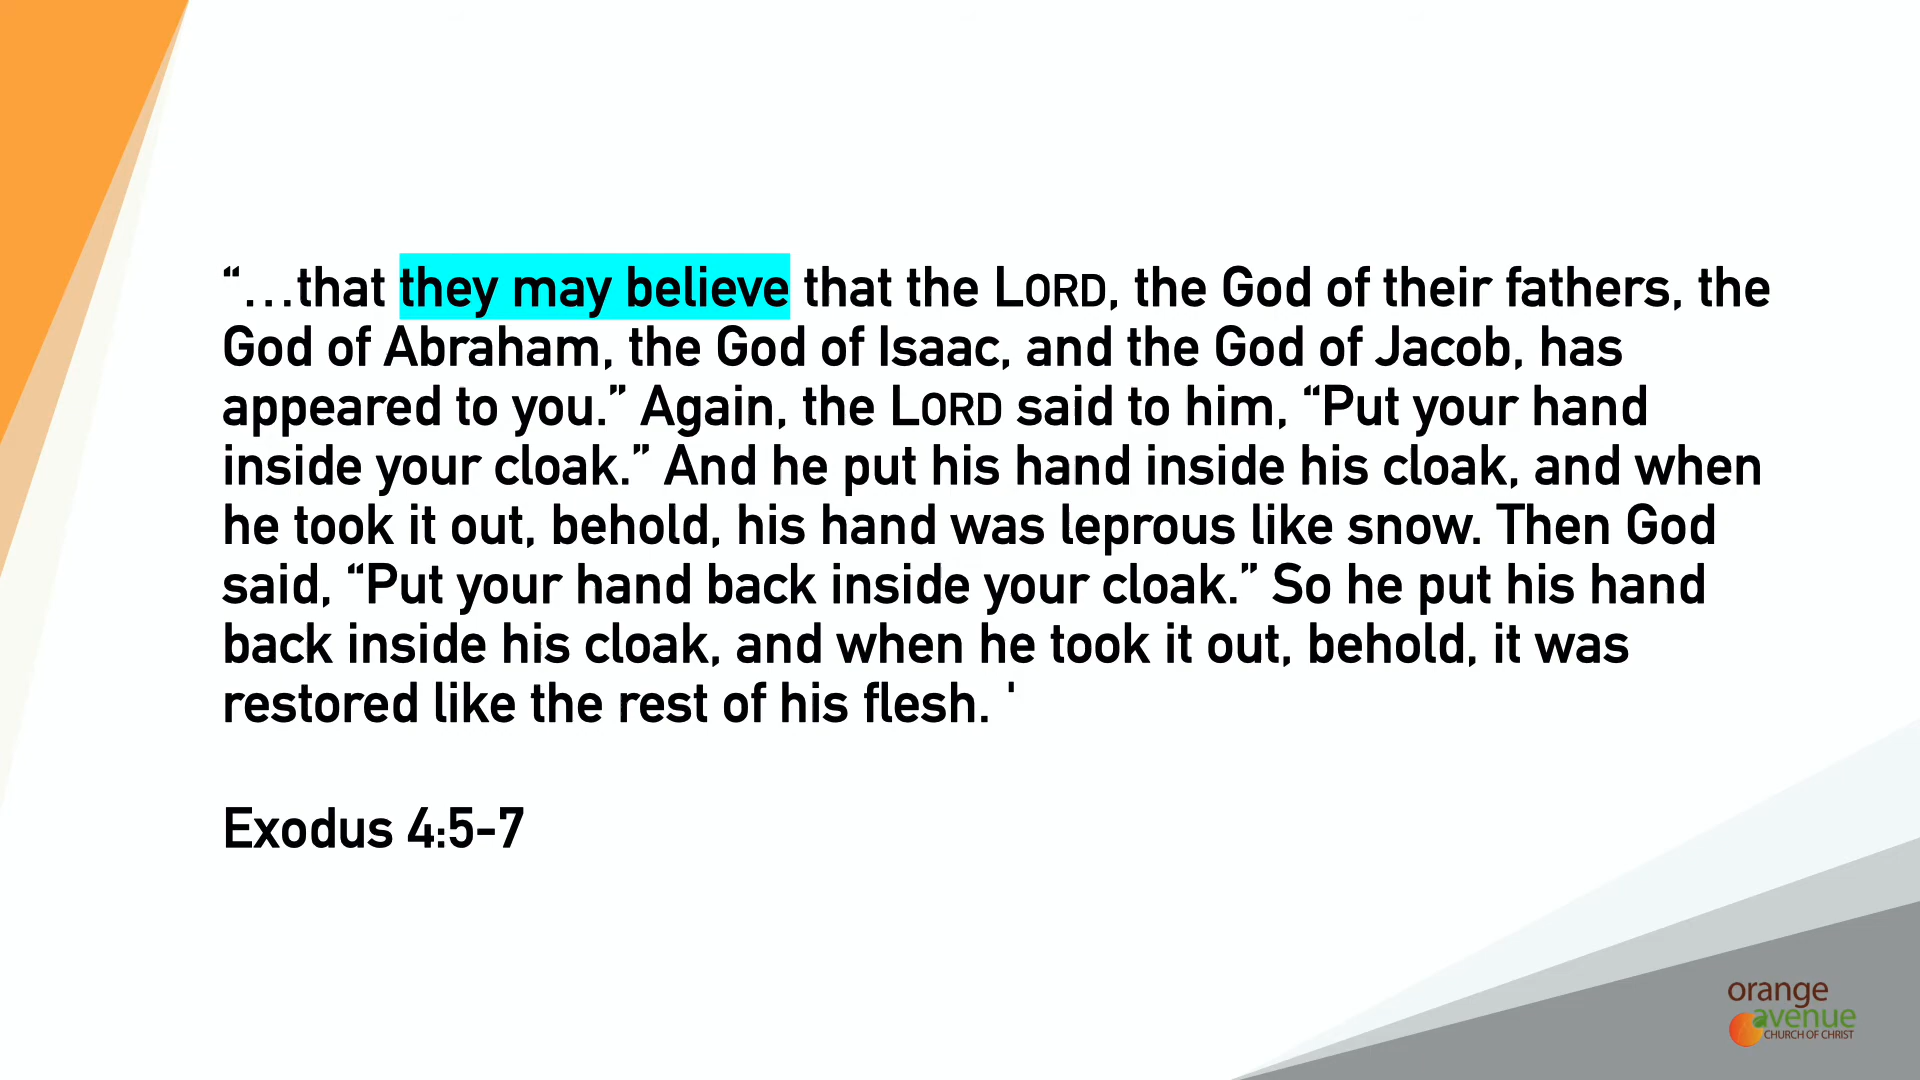 “…that they may believe that the LORD, the God of their fathers, the
God of Abraham, the God of Isaac, and the God of Jacob, has
appeared to you.” Again, the LORD said to him, “Put your hand
inside your cloak.” And he put his hand inside his cloak, and when
he took it out, behold, his hand was leprous like snow. Then God
said, “Put your hand back inside your cloak.” So he put his hand
back inside his cloak, and when he took it out, behold, it was
restored like the rest of his flesh. '
Exodus 4:5-7
orange
avenue
CHURCH OF CHRIST